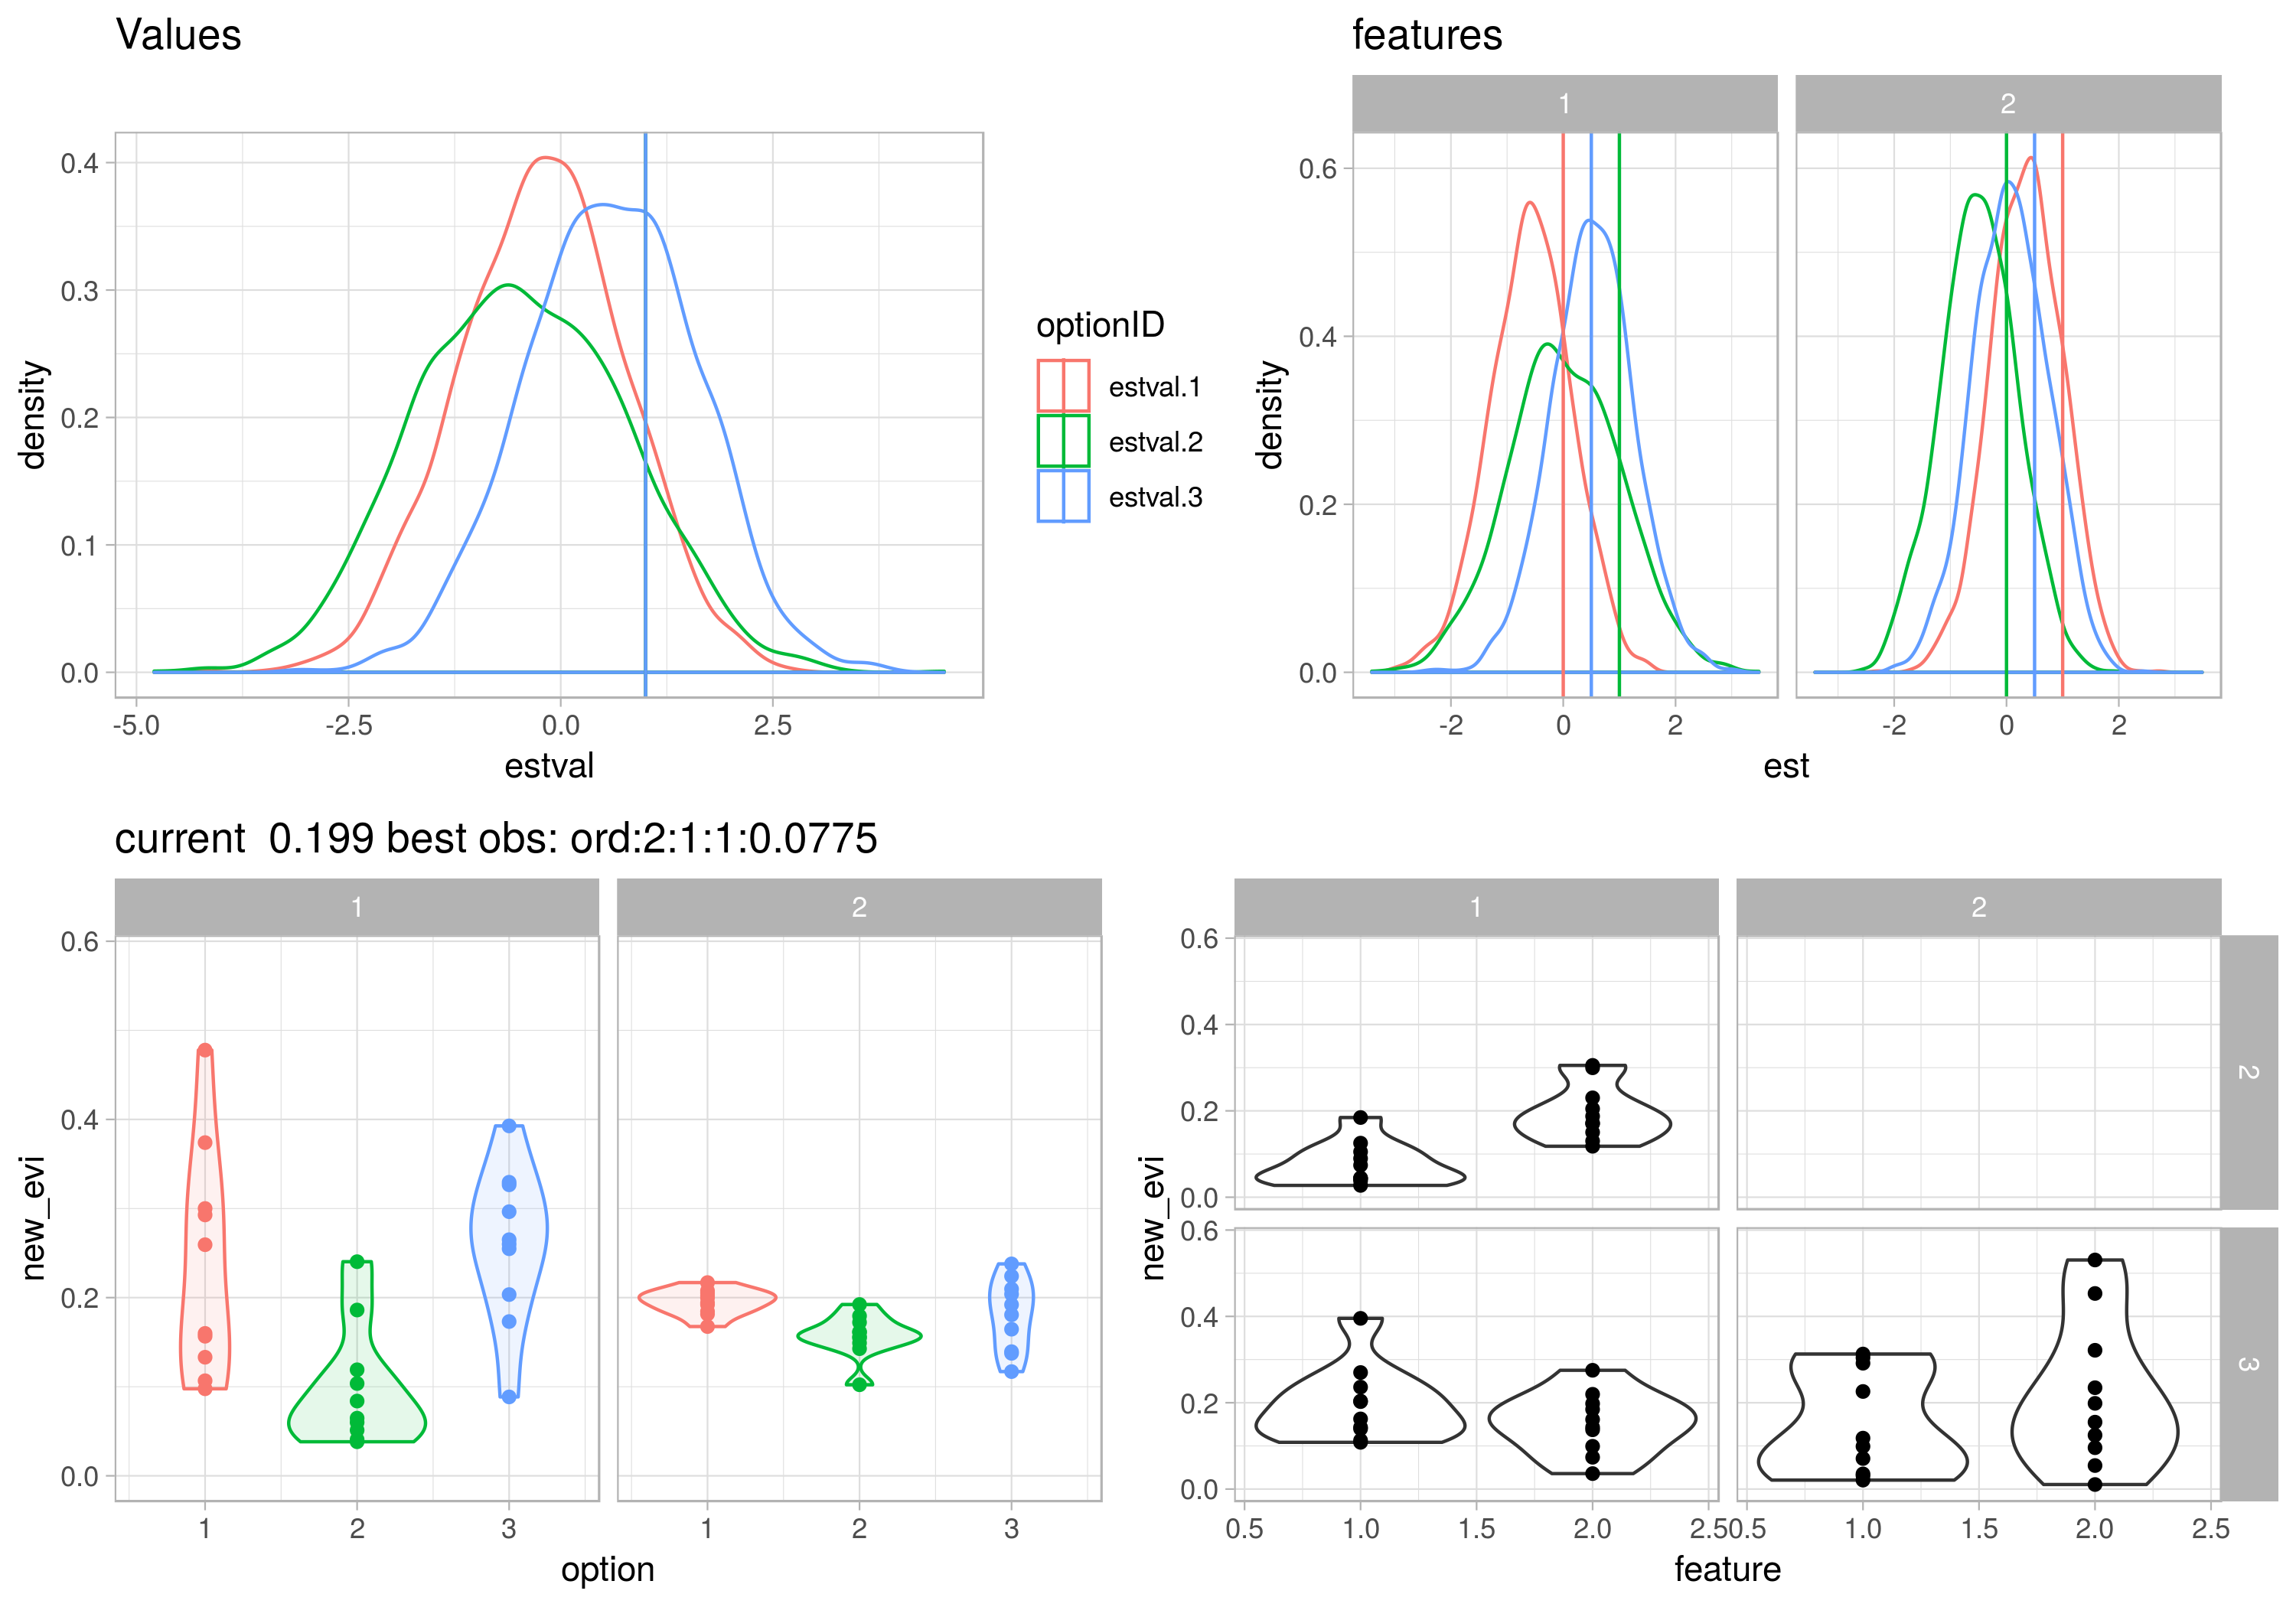 Values
0.4
0.3
0.2
0.1
0.0
density
-5.0 -2.5 0.0 2.5
estval
optionID
estval.1
estval.2
estval.3
features
1 2
0.6
0.4
0.2
0.0
density
-2 0 2 -2 0 2
est
current 0.199 best obs: ord:2:1:1:0.0775
1 2
0.6
0.4
0.2
0.0
new_evi
1 2 3 1 2 3
option
1 2
0.6
0.4
0.2
0.0
2
0.6
0.4
0.2
0.0
3
new_evi
0.5 1.0 1.5 2.0 2.5 0.5 1.0 1.5 2.0 2.5
feature